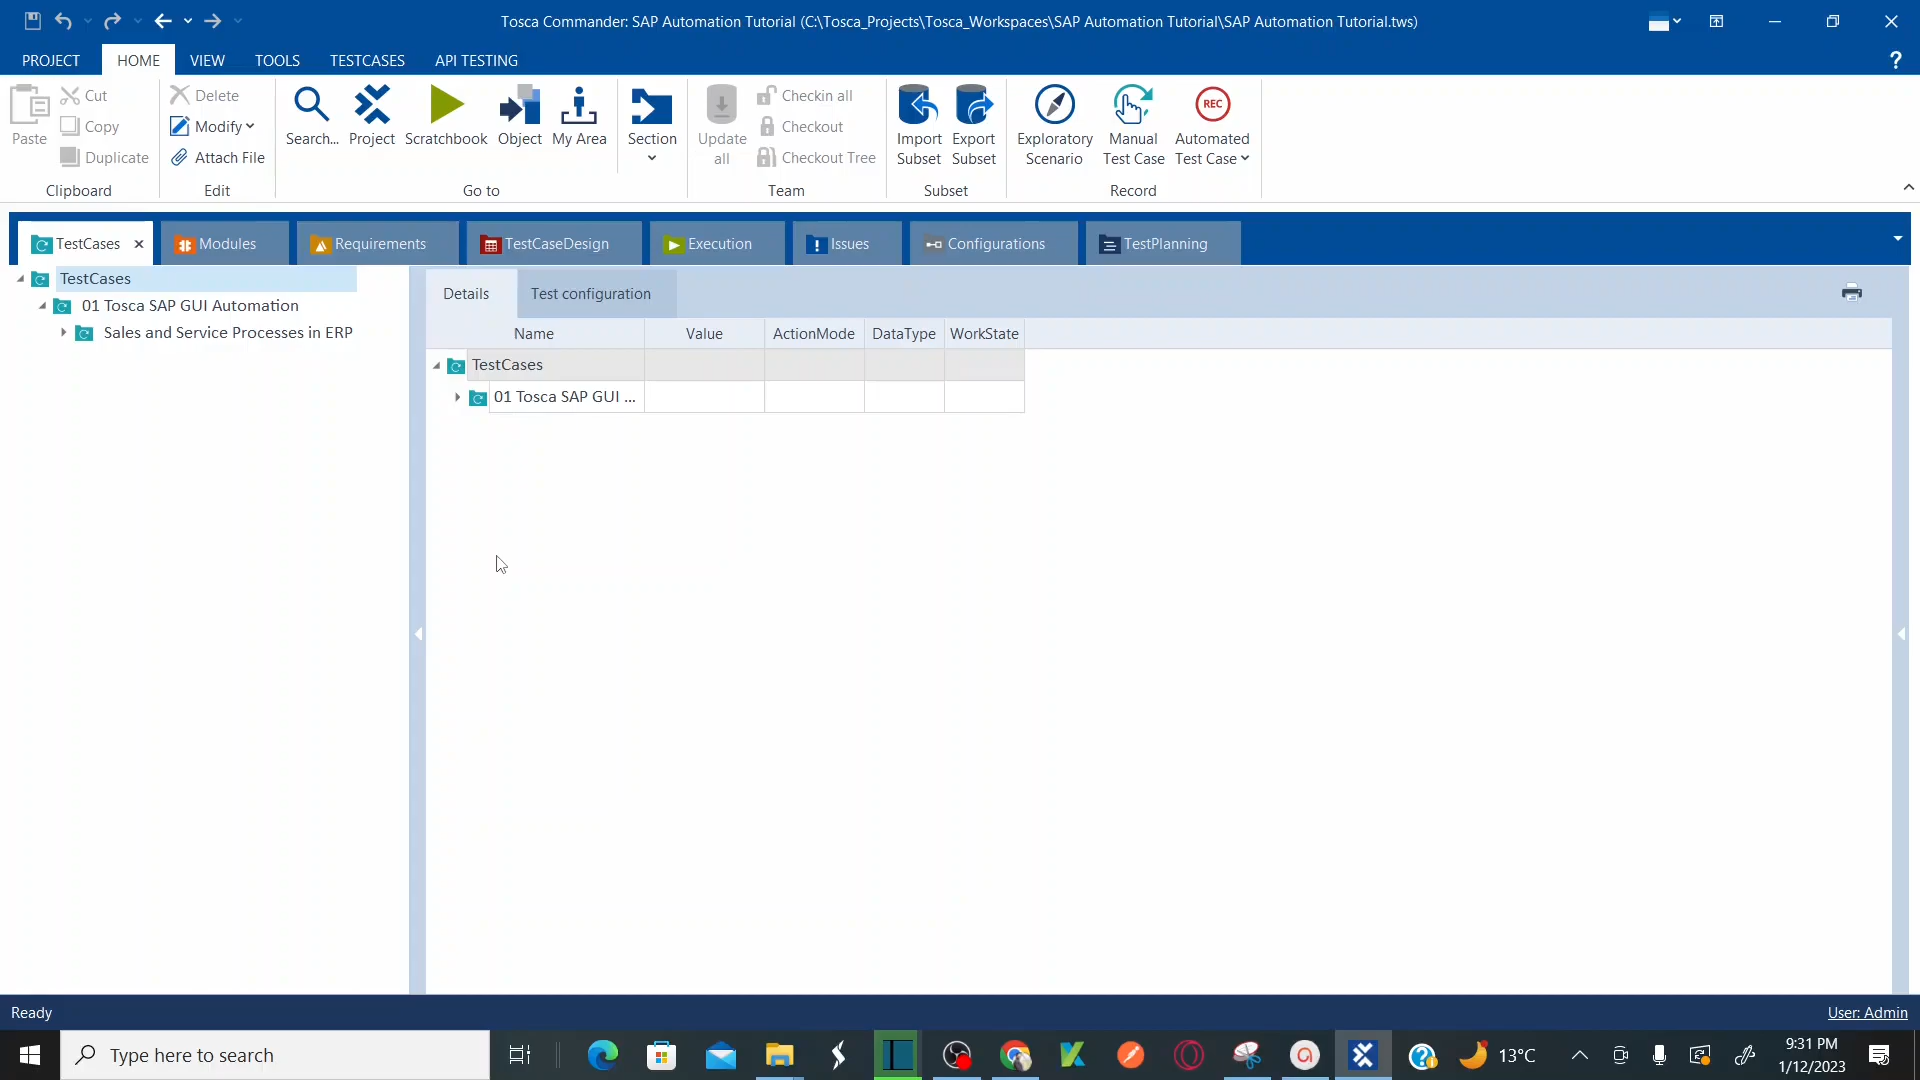 Tosca Commander: SAP Automation Tutorial (C:\Tosca_Projects\Tosca_Workspaces\SAP Automation Tutorial\SAP Automation Tutorial.tws)
PROJECT HOME VIEW TOOLS TESTCASES API TESTING ?
Paste
Cut
Copy
Duplicate
Clipboard
Delete
Modify
Attach File
Edit
Search... Project Scratchbook Object My Area Section
Go to
Update all
Checkin all
Checkout
Checkout Tree
Team
Import Subset
Export Subset
Subset
Exploratory Scenario
Manual Test Case
REC
Automated Test Case
Record
TestCases Modules Requirements TestCaseDesign Execution Issues Configurations TestPlanning
TestCases
01 Tosca SAP GUI Automation
Sales and Service Processes in ERP
Details Test configuration
Name Value ActionMode DataType WorkState
TestCases
01 Tosca SAP GUI ...
Ready User: Admin
Type here to search
13°C
9:31 PM
1/12/2023